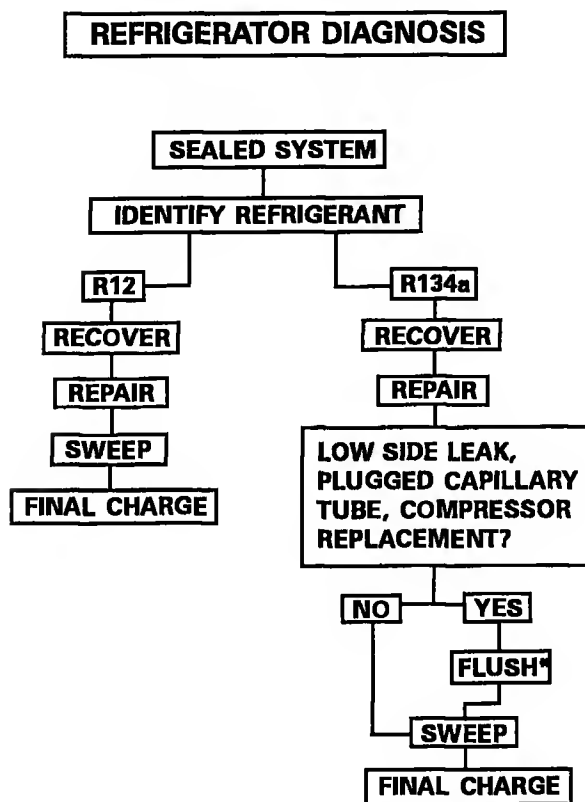 REFRIGERATOR DIAGNOSIS
SEALED SYSTEM
IDENTIFY REFRIGERANT
R12
RECOVER
REPAIR
SWEEP
FINAL CHARGE
R134a
RECOVER
REPAIR
LOW SIDE LEAK,
PLUGGED CAPILLARY
TUBE, COMPRESSOR
REPLACEMENT?
NO
YES
FLUSH*
SWEEP
FINAL CHARGE